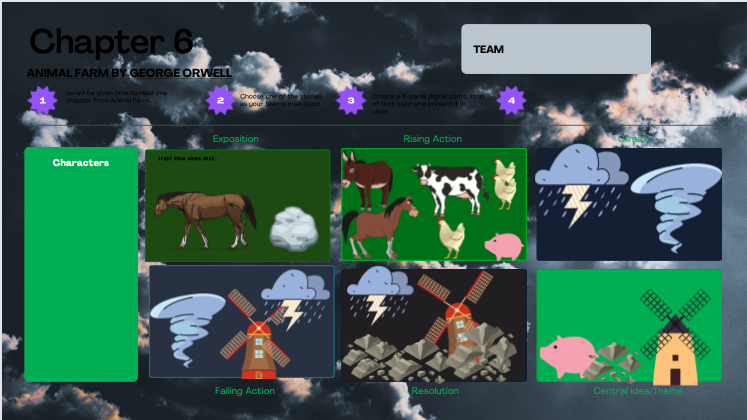 Chapter 6
TEAM
ANIMAL FARM BY GEORGE ORWELL
1
ou will be given time to read one
chapter from Animal Farm.
2
Choose one of the stories
as your team's main topic.
3
Create a 6-panel digital comic strip
of that myth and present it in
class.
4
Exposition
Rising Action
Climax
Characters
START YOUR COMIC HERE...
Falling Action
Resolution
Central idea/Theme